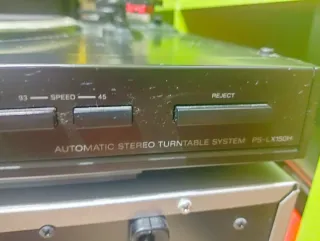 33 — SPEED — 45 REJECT
AUTOMATIC STEREO TURNTABLE SYSTEM PS-LX150H